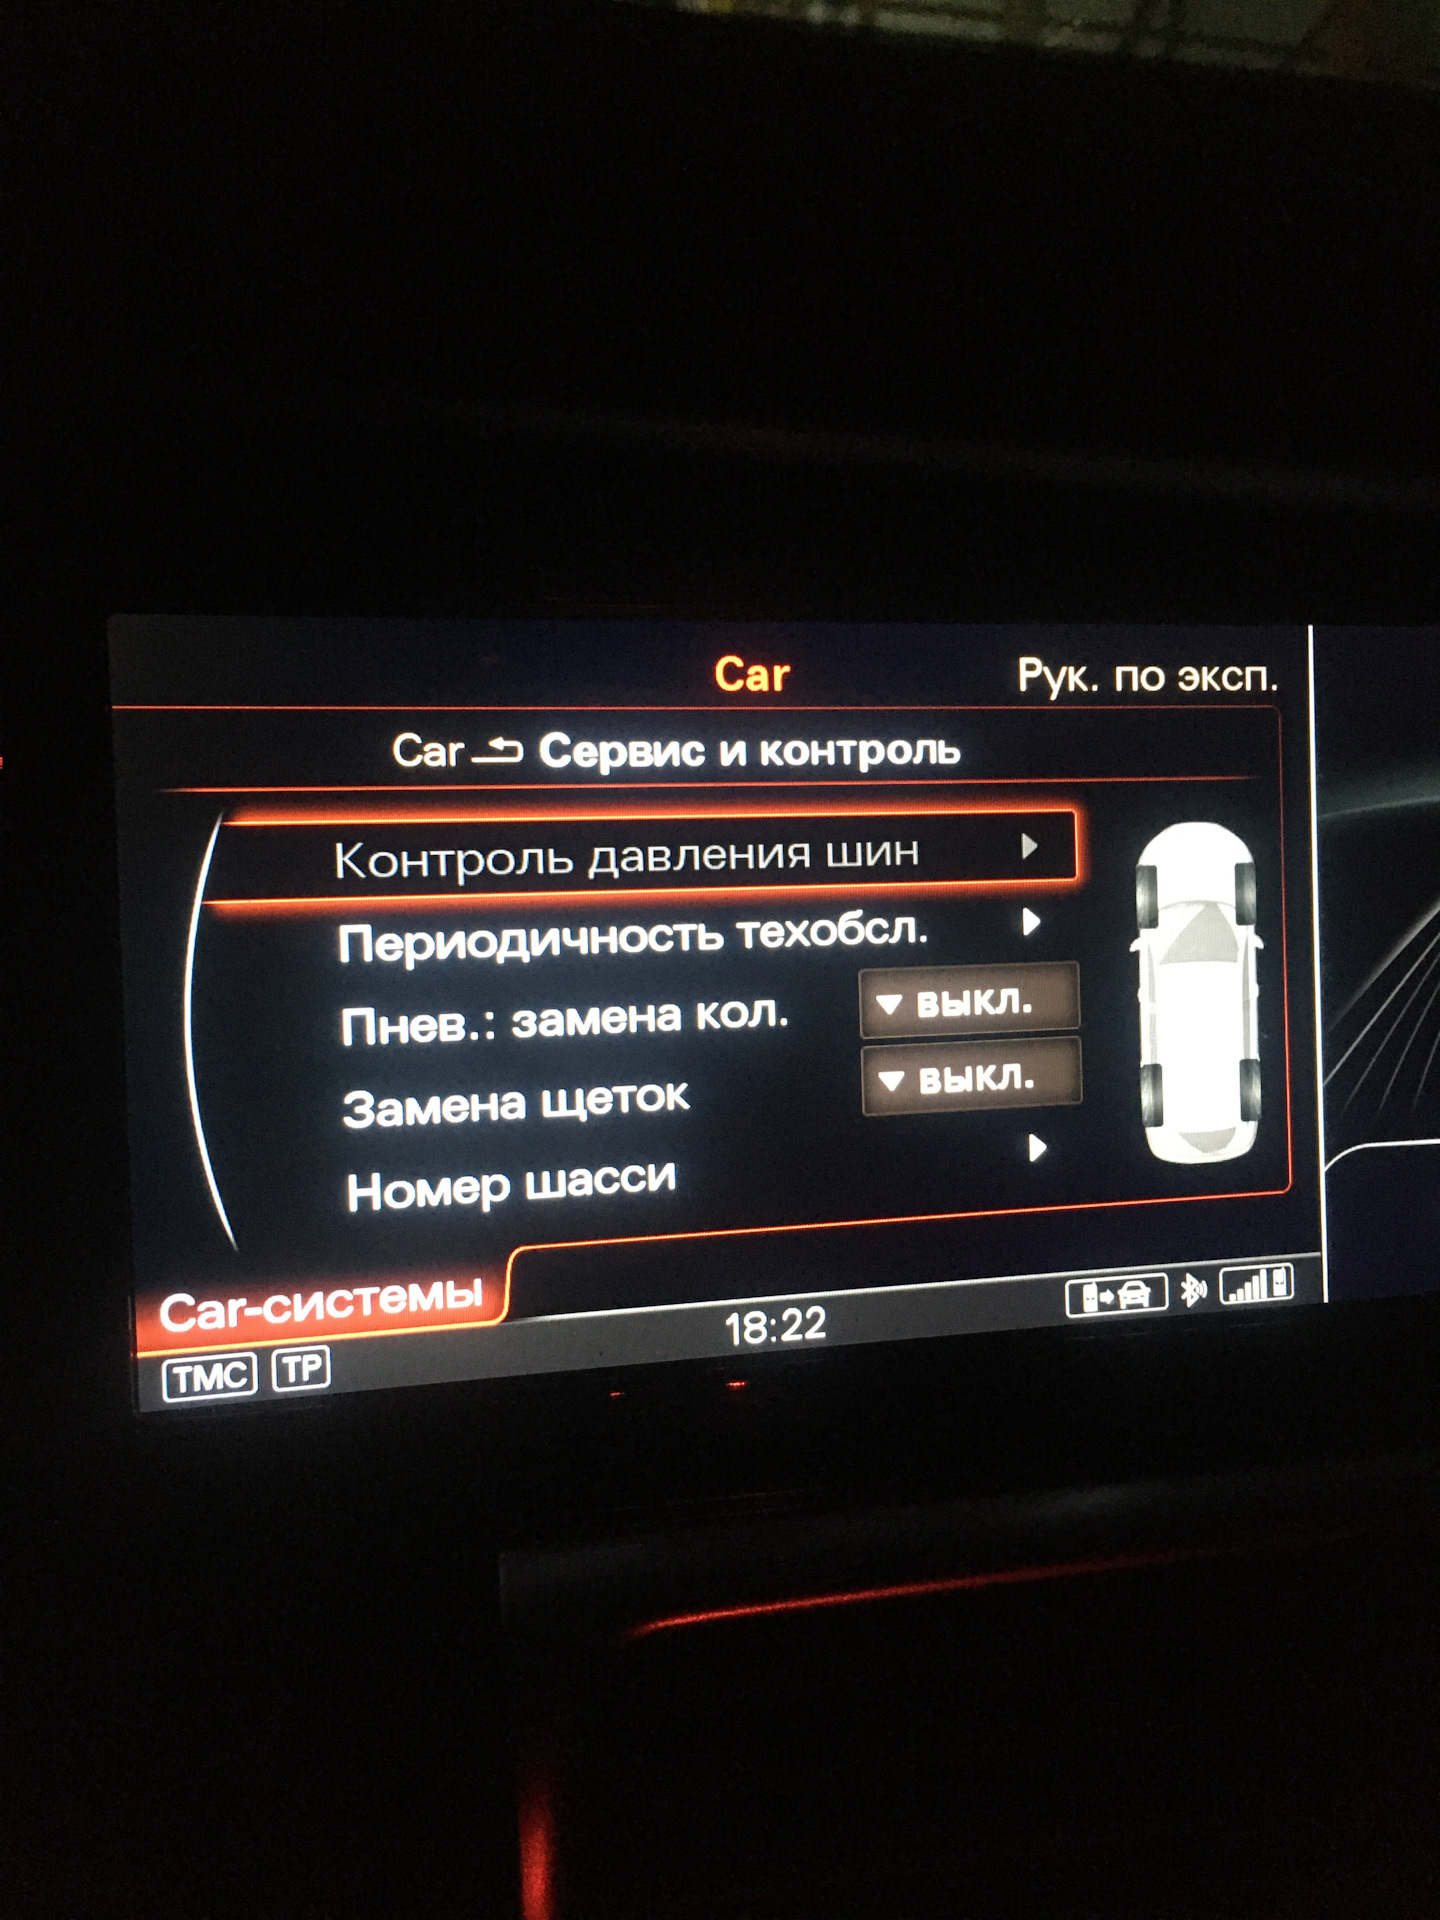 Car
Рук. по эксп.
Car Сервис и контроль
Контроль давления шин
Периодичность техобсл.
Пнев.: замена кол. выкл.
Замена щеток выкл.
Номер шасси
Car-системы
18:22
TMC TP